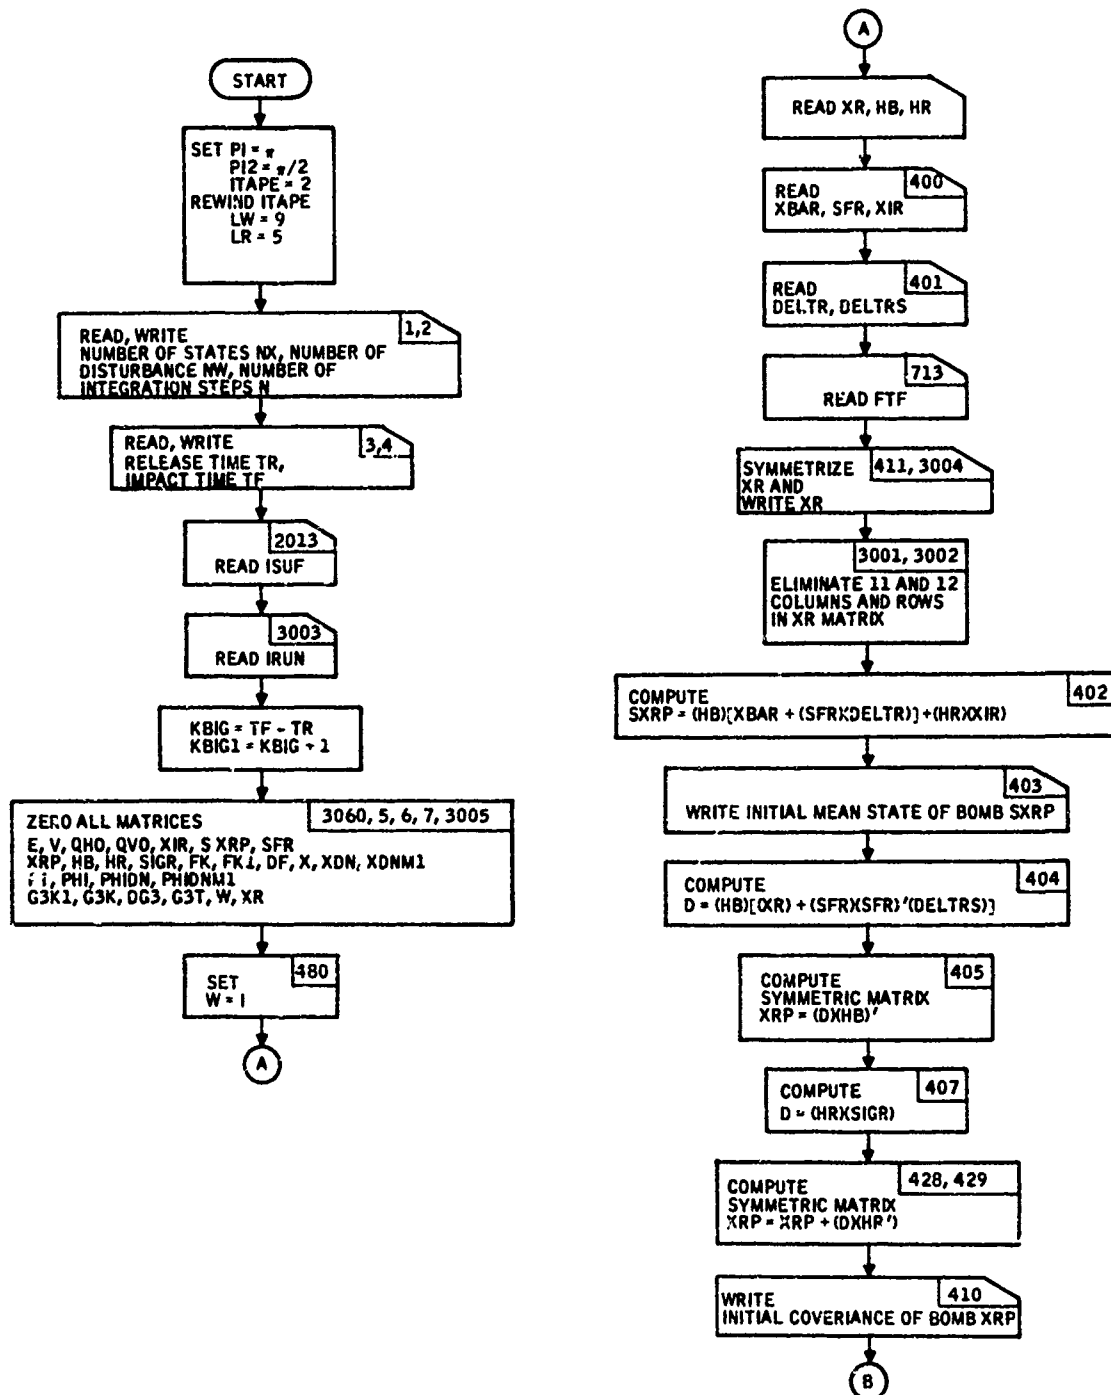 START
SET PI = π
PI2 = π/2
ITAPE = 2
REWIND ITAPE
LW = 9
LR = 5
1,2
READ, WRITE
NUMBER OF STATES NX, NUMBER OF
DISTURBANCE NW, NUMBER OF
INTEGRATION STEPS N
3,4
READ, WRITE
RELEASE TIME TR,
IMPACT TIME TF
2013
READ ISUF
3003
READ IRUN
KBIG = TF - TR
KBIG1 = KBIG + 1
ZERO ALL MATRICES
3060, 5, 6, 7, 3005
E, V, QHO, QVO, XIR, S XRP, SFR
XRP, HB, HR, SIGR, FK, FK1, DF, X, XDN, XDNM1
PHI, PHIDN, PHIDNM1
G3K1, G3K, DG3, G3T, W, XR
480
SET
W = I
A
A
READ XR, HB, HR
400
READ
XBAR, SFR, XIR
401
READ
DELTR, DELTRS
713
READ FTF
SYMMETRIZE
411, 3004
XR AND
WRITE XR
3001, 3002
ELIMINATE 11 AND 12
COLUMNS AND ROWS
IN XR MATRIX
COMPUTE
402
SXRP = (HB)[XBAR + (SFRXDELTR)] + (HRXXIR)
403
WRITE INITIAL MEAN STATE OF BOMB SXRP
COMPUTE
404
D = (HB)[(XR) + (SFRXSFR)'(DELTRS)]
405
COMPUTE
SYMMETRIC MATRIX
XRP = (DXHB)'
COMPUTE
407
D = (HRXSIGR)
428, 429
COMPUTE
SYMMETRIC MATRIX
XRP = XRP + (DXHR')
410
WRITE
INITIAL COVERIANCE OF BOMB XRP
B